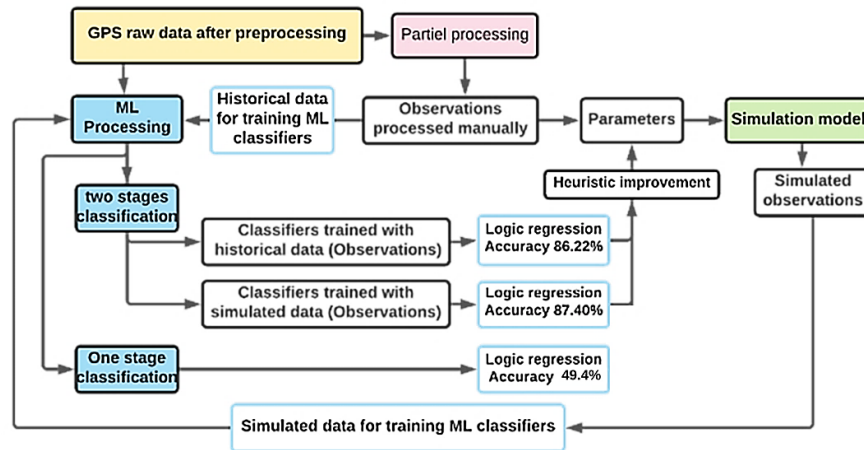 GPS raw data after preprocessing
Partiel processing
ML
Processing
Historical data
for training ML
classifiers
Observations
processed manually
Parameters
Simulation model
Heuristic improvement
Simulated
observations
two stages
classification
Classifiers trained with
historical data (Observations)
Logic regression
Accuracy 86.22%
Classifiers trained with
simulated data (Observations)
Logic regression
Accuracy 87.40%
One stage
classification
Logic regression
Accuracy 49.4%
Simulated data for training ML classifiers